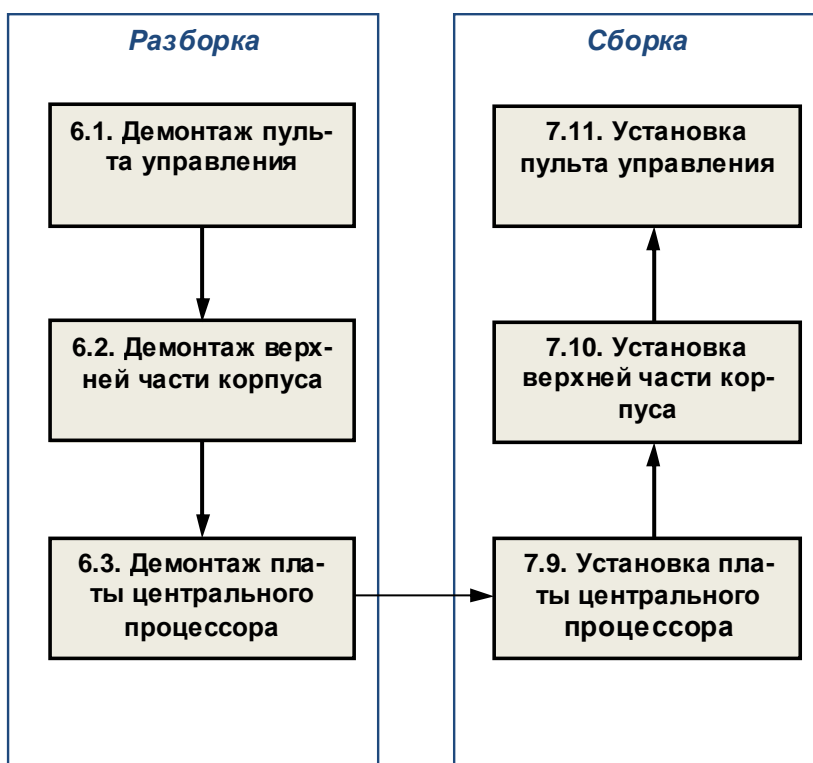 Разборка
6.1. Демонтаж пуль-
та управления
6.2. Демонтаж верх-
ней части корпуса
6.3. Демонтаж пла-
ты центрального
процессора
Сборка
7.11. Установка
пульта управления
7.10. Установка
верхней части кор-
пуса
7.9. Установка пла-
ты центрального
процессора